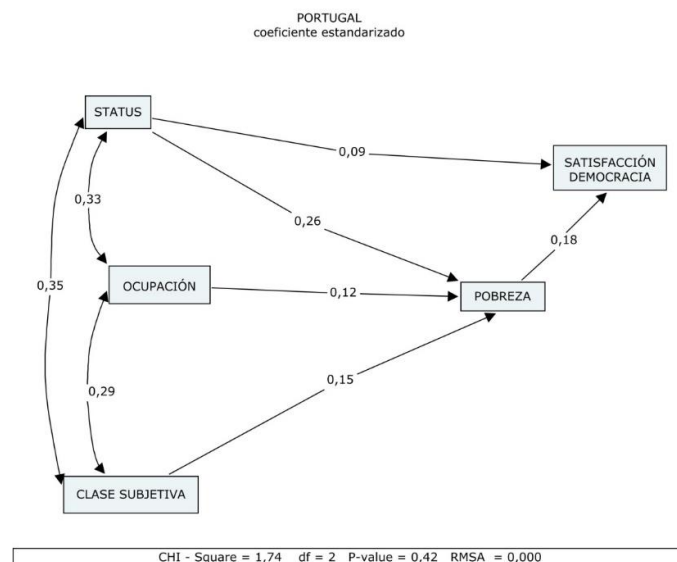 PORTUGAL
coeficiente estandarizado
STATUS
0,09
SATISFACCIÓN
DEMOCRACIA
0,33
0,26
0,18
0,35
OCUPACIÓN
0,12
POBREZA
0,29
0,15
CLASE SUBJETIVA
CHI - Square = 1,74 df = 2 P-value = 0,42 RMSA = 0,000